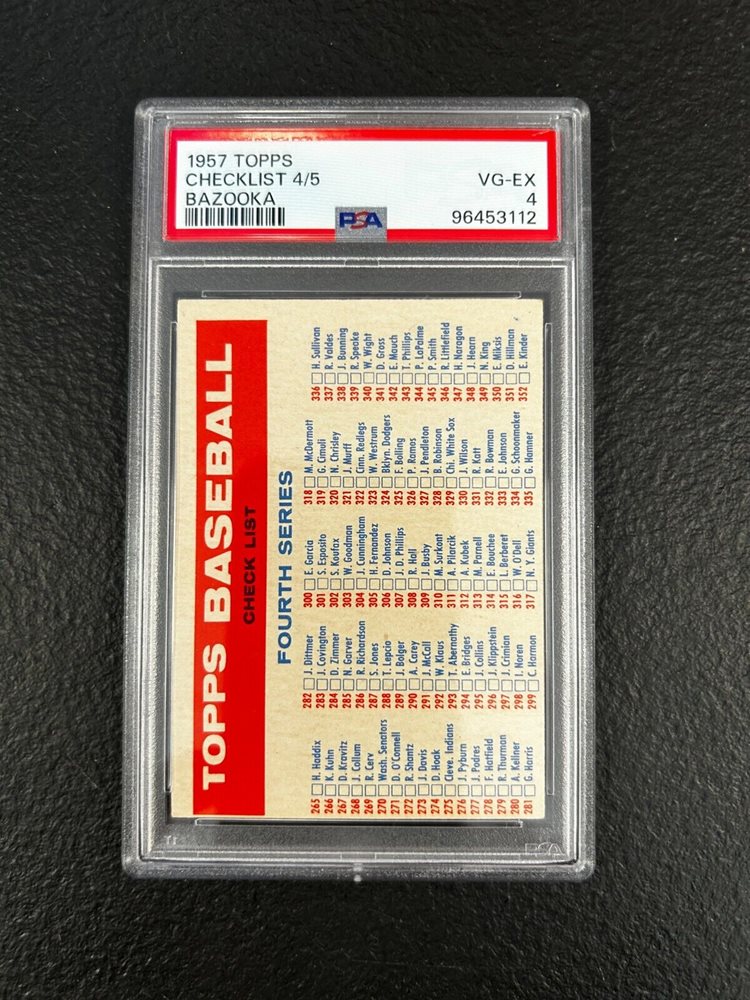 1957 TOPPS
CHECKLIST 4/5
BAZOOKA
VG-EX
4
96453112
PSA
TOPPS BASEBALL
CHECK LIST
FOURTH SERIES
265 H. Haddix
266 K. Kuhn
267 D. Kravitz
268 J. Collum
269 R. Cerv
270 Wash. Senators
271 D. O'Connell
272 R. Shantz
273 J. Davis
274 D. Hoak
275 Cleve. Indians
276 J. Pyburn
277 J. Padres
278 F. Hatfield
279 R. Thurman
280 A. Kellner
281 G. Harris
282 J. Dittmer
283 J. Covington
284 D. Zimmer
285 N. Garver
286 R. Richardson
287 S. Jones
288 T. Lepcio
289 J. Bolger
290 A. Carey
291 J. McCall
292 W. Klaus
293 T. Abernathy
294 E. Bridges
295 J. Collins
296 J. Klippstein
297 J. Crimian
298 I. Noren
299 C. Harmon
300 E. Garcia
301 S. Esposito
302 S. Koufax
303 W. Goodman
304 J. Cunningham
305 H. Fernandez
306 D. Johnson
307 J. D. Phillips
308 R. Hall
309 J. Busby
310 M. Surkont
311 A. Pilarcik
312 A. Kubek
313 M. Parnell
314 E. Bouchee
315 L. Berberet
316 W. O'Dell
317 N. Y. Giants
318 M. McDermott
319 G. Cimuli
320 N. Chrisley
321 J. Murff
322 Cinn. Redlegs
323 W. Westrum
324 Bklyn. Dodgers
325 F. Bolling
326 P. Ramos
327 J. Pendleton
328 B. Robinson
329 Chi. White Sox
330 J. Wilson
331 R. Katt
332 R. Bowman
333 E. Johnson
334 G. Schoonmaker
335 G. Hamner
336 H. Sullivan
337 R. Valdes
338 J. Bunning
339 R. Speake
340 W. Wight
341 D. Gross
342 E. Mauch
343 T. Phillips
344 P. LaPalme
345 P. Smith
346 R. Littlefield
347 H. Naragon
348 J. Hearn
349 N. King
350 E. Miksis
351 D. Hillman
352 E. Kinder
PSA